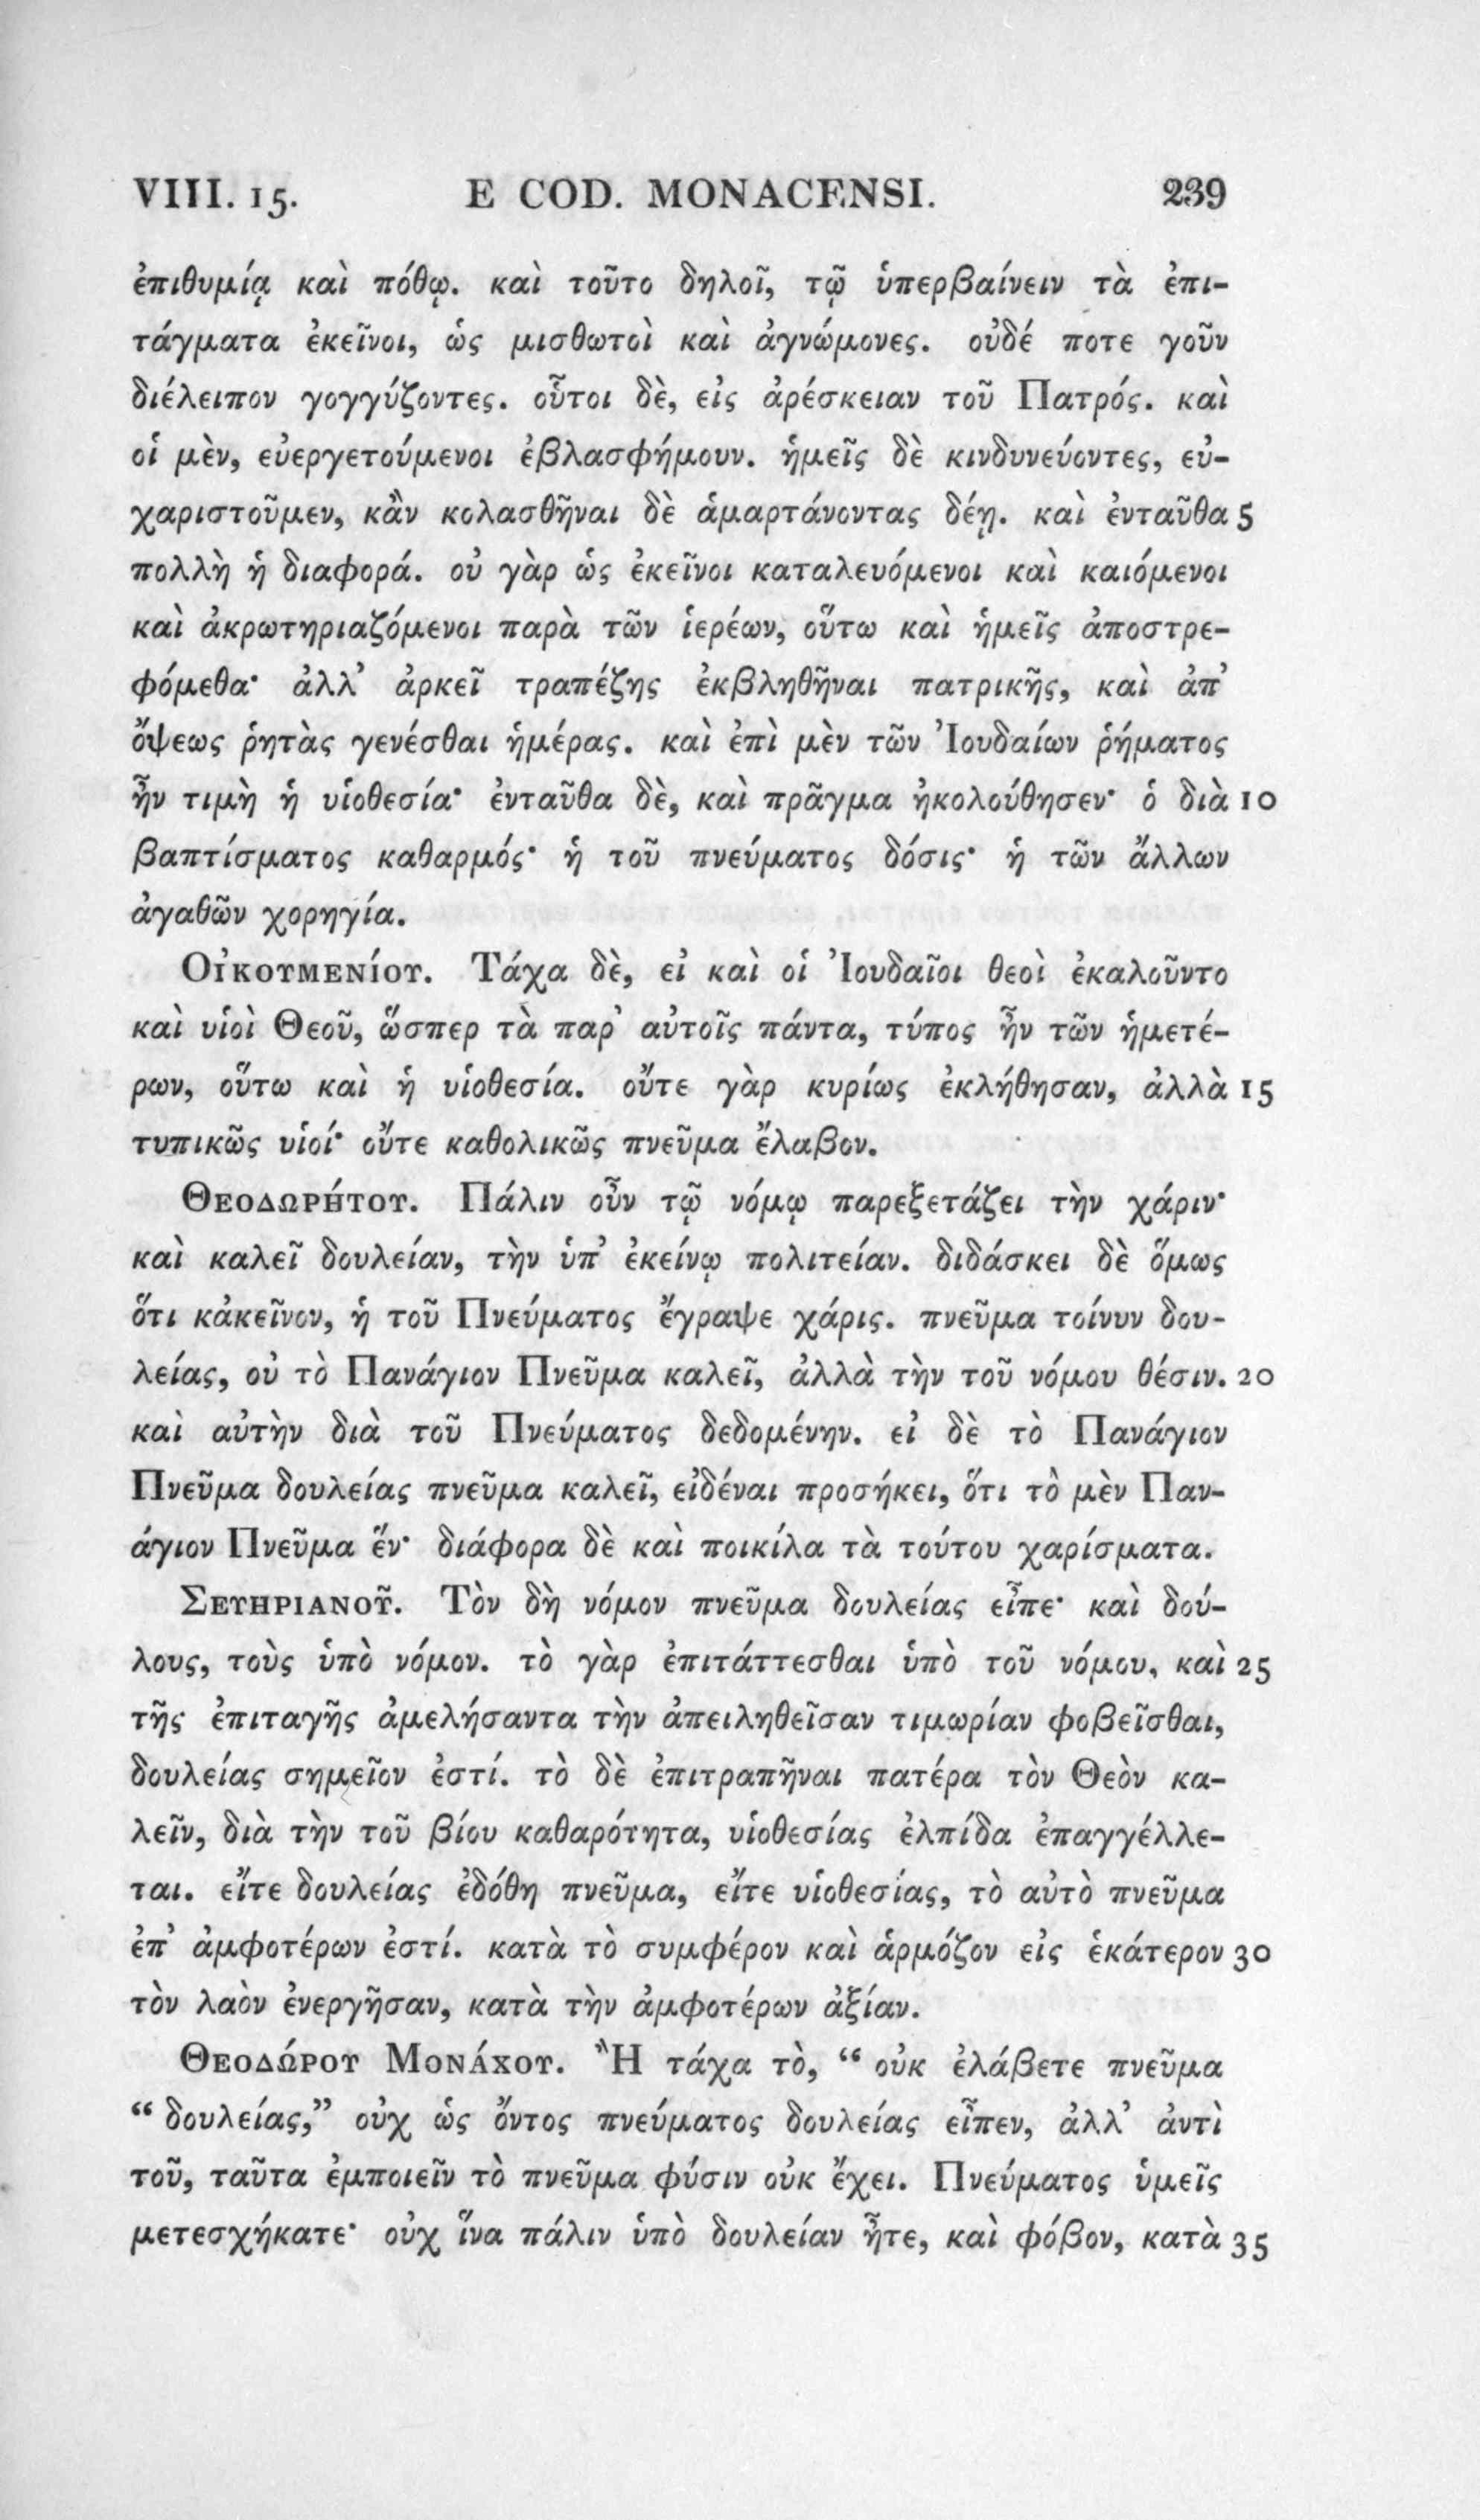 VIII. 15. E COD. MONACENSI. 239
ἐπιθυμίᾳ καὶ πόθῳ. καὶ τοῦτο δηλοῖ, τῷ ὑπερβαίνειν τὰ ἐπι-
τάγματα ἐκεῖνοι, ὡς μισθωτοὶ καὶ ἀγνώμονες. οὐδέ ποτε γοῦν
διέλειπον γογγύζοντες. οὗτοι δὲ, εἰς ἀρέσκειαν τοῦ Πατρός. καὶ
οἱ μὲν, εὐεργετούμενοι ἐβλασφήμουν. ἡμεῖς δὲ κινδυνεύοντες, εὐ-
χαριστοῦμεν, κἂν κολασθῆναι δὲ ἁμαρτάνοντας δέῃ. καὶ ἐνταῦθα 5
πολλὴ ἡ διαφορά. οὐ γὰρ ὡς ἐκεῖνοι καταλευόμενοι καὶ καιόμενοι
καὶ ἀκρωτηριαζόμενοι παρὰ τῶν ἱερέων, οὕτω καὶ ἡμεῖς ἀποστρε-
φόμεθα· ἀλλ’ ἀρκεῖ τραπέζης ἐκβληθῆναι πατρικῆς, καὶ ἀπ’
ὄψεως ῥητὰς γενέσθαι ἡμέρας. καὶ ἐπὶ μὲν τῶν Ἰουδαίων ῥήματος
ἦν τιμὴ ἡ υἱοθεσία· ἐνταῦθα δὲ, καὶ πρᾶγμα ἠκολούθησεν· ὁ διὰ 10
βαπτίσματος καθαρμός· ἡ τοῦ πνεύματος δόσις· ἡ τῶν ἄλλων
ἀγαθῶν χορηγία.
Οἰκουμενίου. Τάχα δὲ, εἰ καὶ οἱ Ἰουδαῖοι θεοὶ ἐκαλοῦντο
καὶ υἱοὶ Θεοῦ, ὥσπερ τὰ παρ’ αὐτοῖς πάντα, τύπος ἦν τῶν ἡμετέ-
ρων, οὕτω καὶ ἡ υἱοθεσία. οὔτε γὰρ κυρίως ἐκλήθησαν, ἀλλὰ 15
τυπικῶς υἱοί· οὔτε καθολικῶς πνεῦμα ἔλαβον.
Θεοδωρήτου. Πάλιν οὖν τῷ νόμῳ παρεξετάζει τὴν χάριν·
καὶ καλεῖ δουλείαν, τὴν ὑπ’ ἐκείνῳ πολιτείαν. διδάσκει δὲ ὅμως
ὅτι κἀκεῖνον, ἡ τοῦ Πνεύματος ἔγραψε χάρις. πνεῦμα τοίνυν δου-
λείας, οὐ τὸ Πανάγιον Πνεῦμα καλεῖ, ἀλλὰ τὴν τοῦ νόμου θέσιν. 20
καὶ αὐτὴν διὰ τοῦ Πνεύματος δεδομένην. εἰ δὲ τὸ Πανάγιον
Πνεῦμα δουλείας πνεῦμα καλεῖ, εἰδέναι προσήκει, ὅτι τὸ μὲν Παν-
άγιον Πνεῦμα ἕν· διάφορα δὲ καὶ ποικίλα τὰ τούτου χαρίσματα.
Σευηριανοῦ. Τὸν δὴ νόμον πνεῦμα δουλείας εἶπε· καὶ δού-
λους, τοὺς ὑπὸ νόμον. τὸ γὰρ ἐπιτάττεσθαι ὑπὸ τοῦ νόμου, καὶ 25
τῆς ἐπιταγῆς ἀμελήσαντα τὴν ἀπειληθεῖσαν τιμωρίαν φοβεῖσθαι,
δουλείας σημεῖον ἐστί. τὸ δὲ ἐπιτραπῆναι πατέρα τὸν Θεὸν κα-
λεῖν, διὰ τὴν τοῦ βίου καθαρότητα, υἱοθεσίας ἐλπίδα ἐπαγγέλλε-
ται. εἴτε δουλείας ἐδόθη πνεῦμα, εἴτε υἱοθεσίας, τὸ αὐτὸ πνεῦμα
ἐπ’ ἀμφοτέρων ἐστί. κατὰ τὸ συμφέρον καὶ ἁρμόζον εἰς ἑκάτερον 30
τὸν λαὸν ἐνεργῆσαν, κατὰ τὴν ἀμφοτέρων ἀξίαν.
Θεοδώρου Μονάχου. Ἢ τάχα τὸ, “ οὐκ ἐλάβετε πνεῦμα
“ δουλείας,” οὐχ ὡς ὄντος πνεύματος δουλείας εἶπεν, ἀλλ’ ἀντὶ
τοῦ, ταῦτα ἐμποιεῖν τὸ πνεῦμα φύσιν οὐκ ἔχει. Πνεύματος ὑμεῖς
μετεσχήκατε· οὐχ ἵνα πάλιν ὑπὸ δουλείαν ἦτε, καὶ φόβον, κατὰ 35